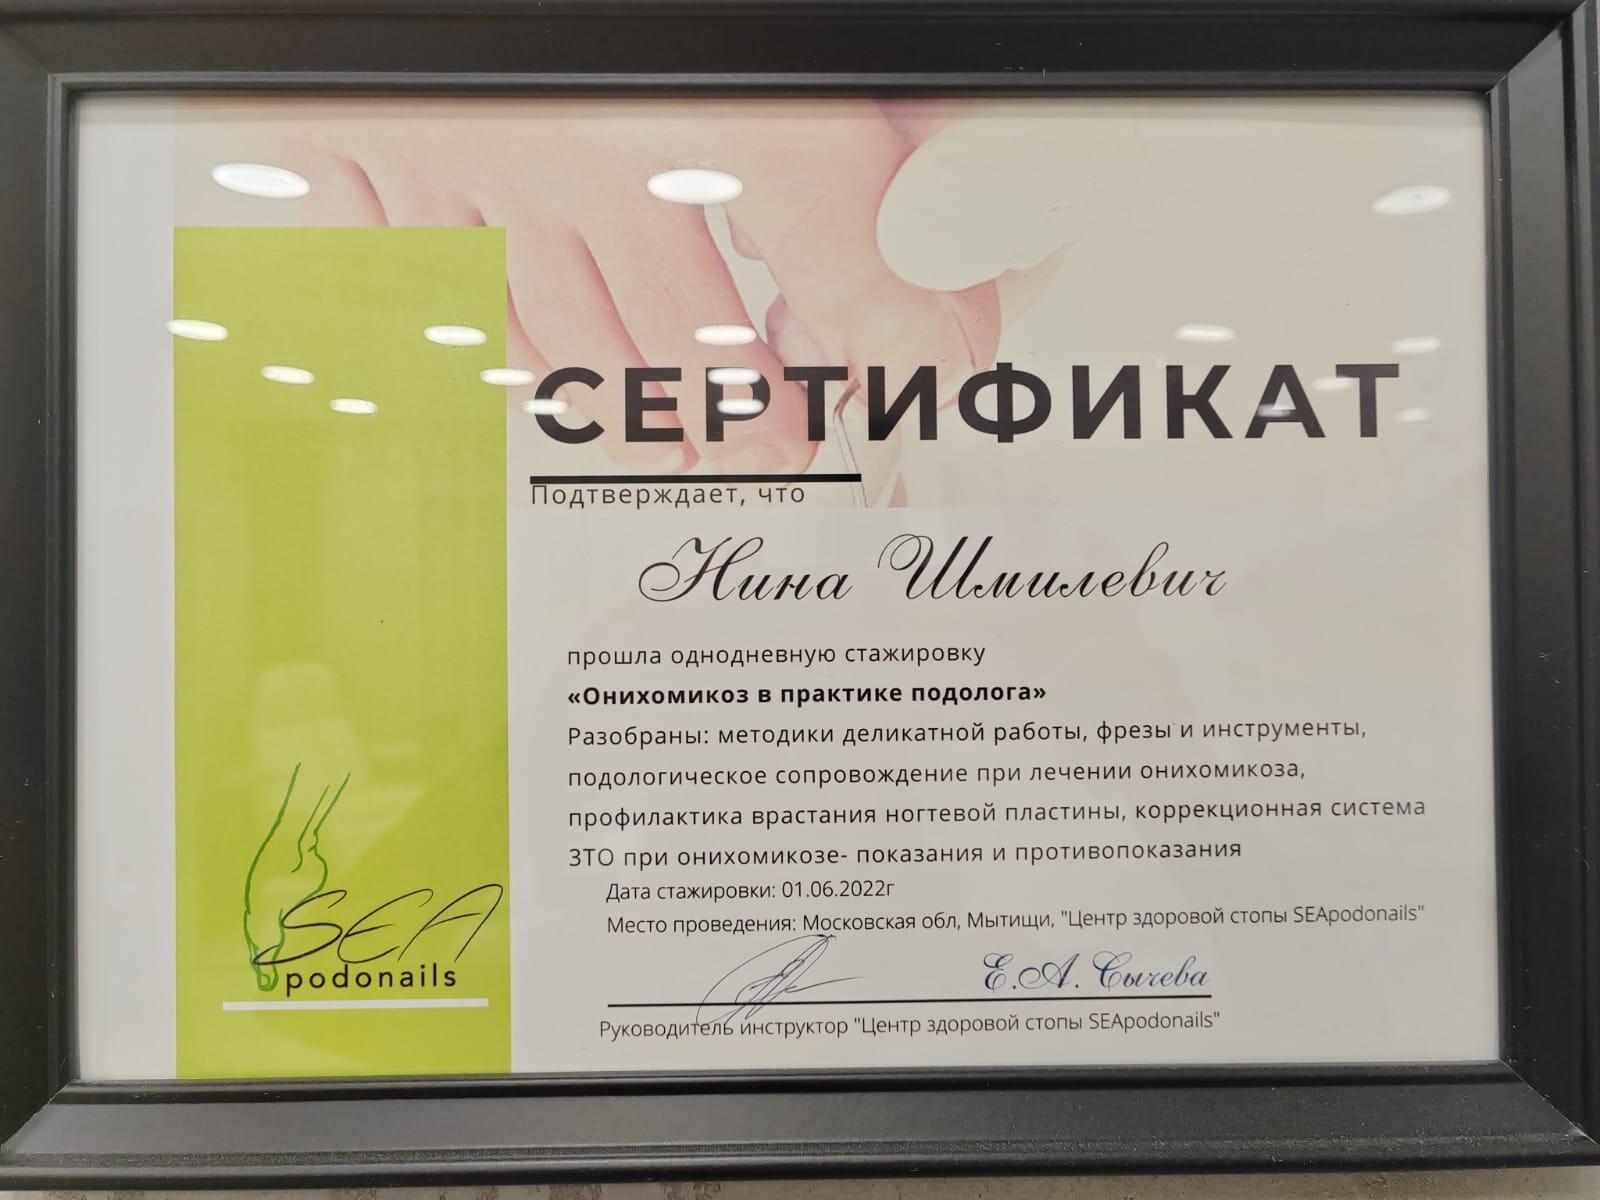 СЕРТИФИКАТ
Подтверждает, что
Нина Шмилевич
прошла однодневную стажировку
«Онихомикоз в практике подолога»
Разобраны: методики деликатной работы, фрезы и инструменты,
подологическое сопровождение при лечении онихомикоза,
профилактика врастания ногтевой пластины, коррекционная система
ЗТО при онихомикозе- показания и противопоказания
Дата стажировки: 01.06.2022г
Место проведения: Московская обл, Мытищи, "Центр здоровой стопы SEApodonails"
Е.А. Сычева
Руководитель инструктор "Центр здоровой стопы SEApodonails"
SEA
podonails